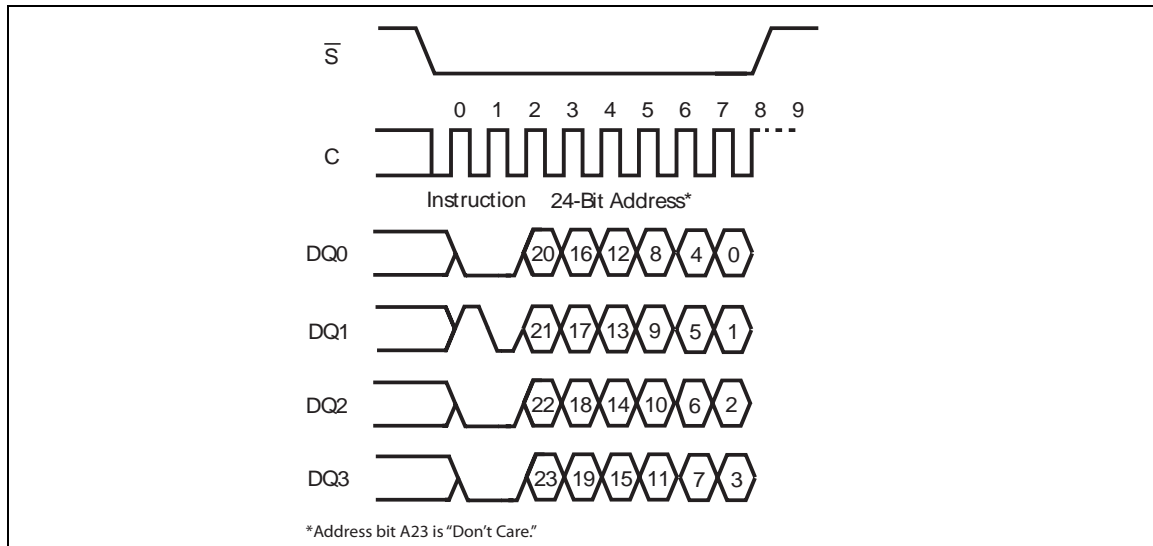 S
0 1 2 3 4 5 6 7 8 9
C
Instruction 24-Bit Address*
DQ0 20 16 12 8 4 0
DQ1 21 17 13 9 5 1
DQ2 22 18 14 10 6 2
DQ3 23 19 15 11 7 3
*Address bit A23 is “Don’t Care.”